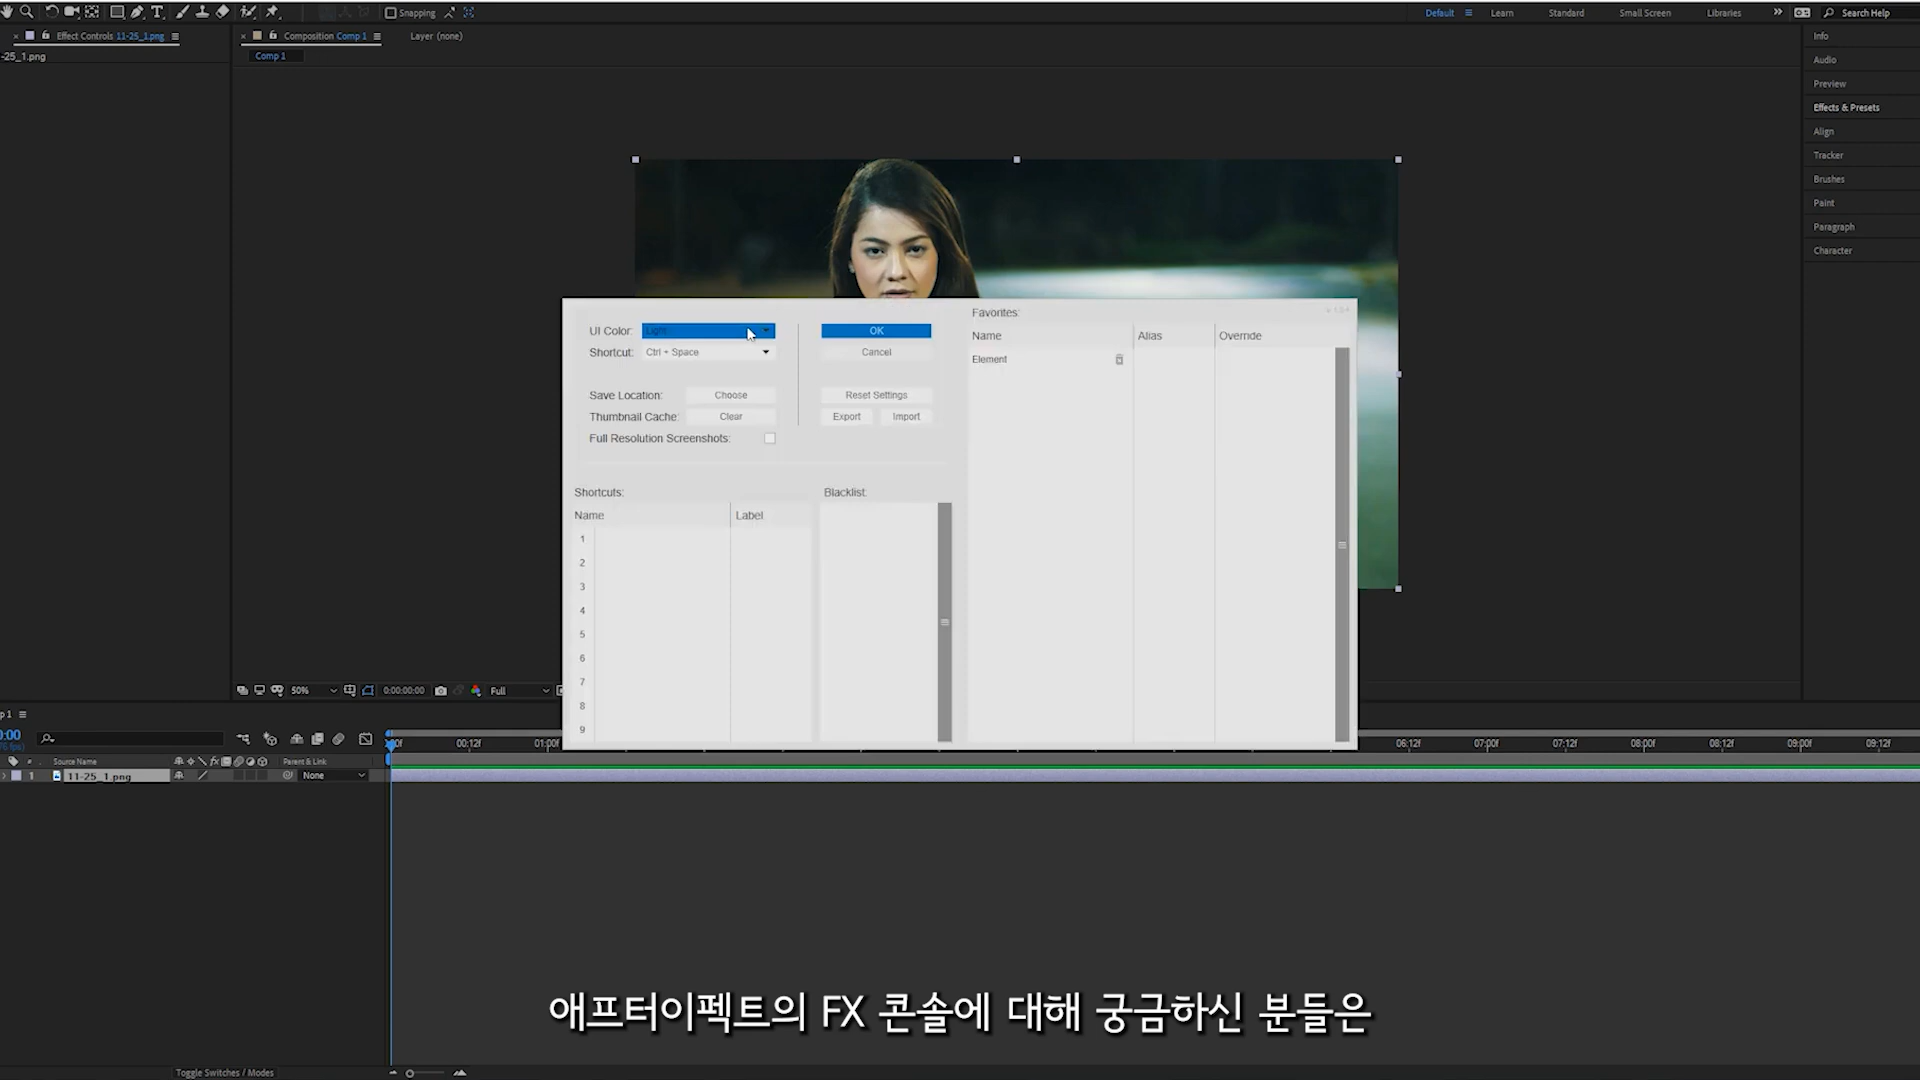 Snapping
Default
Learn
Standard
Small Screen
Libraries
Search Help
Effect Controls 11-25_1.png
Composition Comp 1
Layer (none)
-25_1.png
Comp 1
Info
Audio
Preview
Effects & Presets
Align
Tracker
Brushes
Paint
Paragraph
Character
UI Color: Light
Shortcut: Ctrl + Space
Save Location: Choose
Thumbnail Cache: Clear
Full Resolution Screenshots:
OK
Cancel
Reset Settings
Export Import
Favorites:
Name Alias Override
Element
Shortcuts:
Name Label
1
2
3
4
5
6
7
8
9
Blacklist:
50%
0:00:00:00
Full
p 1
0:00
00:12f 01:00f
06:12f 07:00f 07:12f 08:00f 08:12f 09:00f 09:12f
Source Name
Parent & Link
1 11-25_1.png
None
애프터이펙트의 FX 콘솔에 대해 궁금하신 분들은
Toggle Switches / Modes